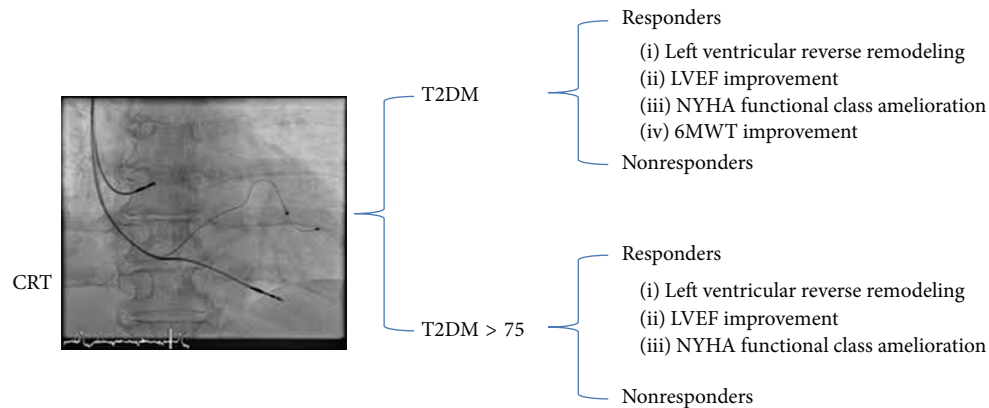 CRT
T2DM
Responders
(i) Left ventricular reverse remodeling
(ii) LVEF improvement
(iii) NYHA functional class amelioration
(iv) 6MWT improvement
Nonresponders
T2DM > 75
Responders
(i) Left ventricular reverse remodeling
(ii) LVEF improvement
(iii) NYHA functional class amelioration
Nonresponders